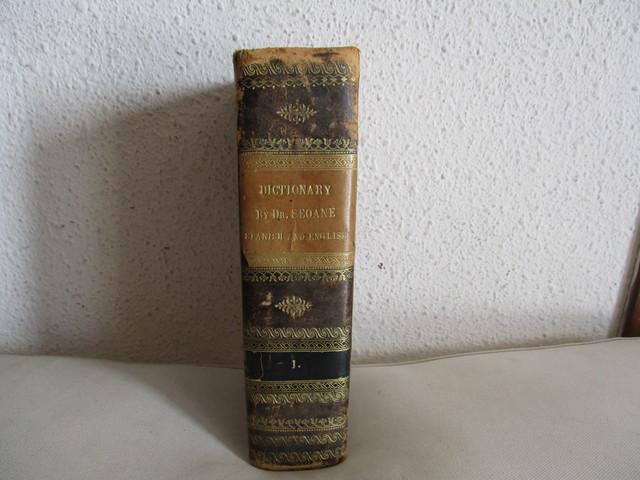 DICTIONARY
BY DR. SEOANE
SPANISH AND ENGLISH
1.